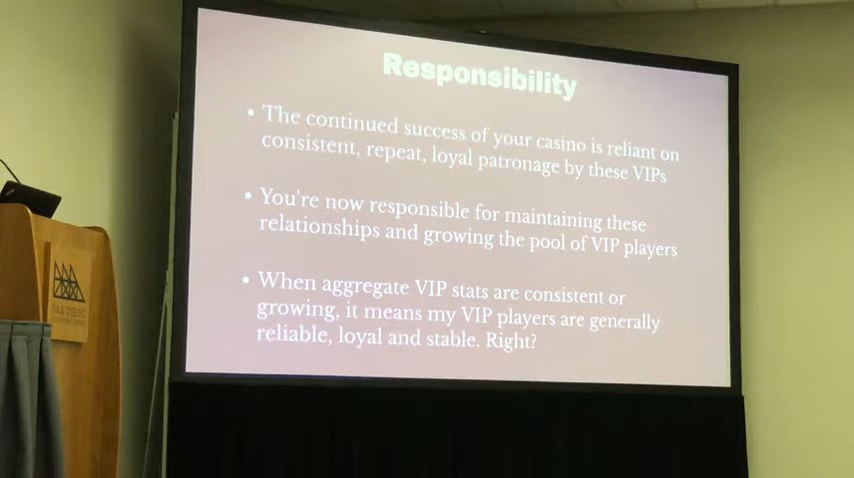 Responsibility
• The continued success of your casino is reliant on
consistent, repeat, loyal patronage by these VIPs
• You're now responsible for maintaining these
relationships and growing the pool of VIP players
• When aggregate VIP stats are consistent or
growing, it means my VIP players are generally
reliable, loyal and stable. Right?
SAN DIEGO